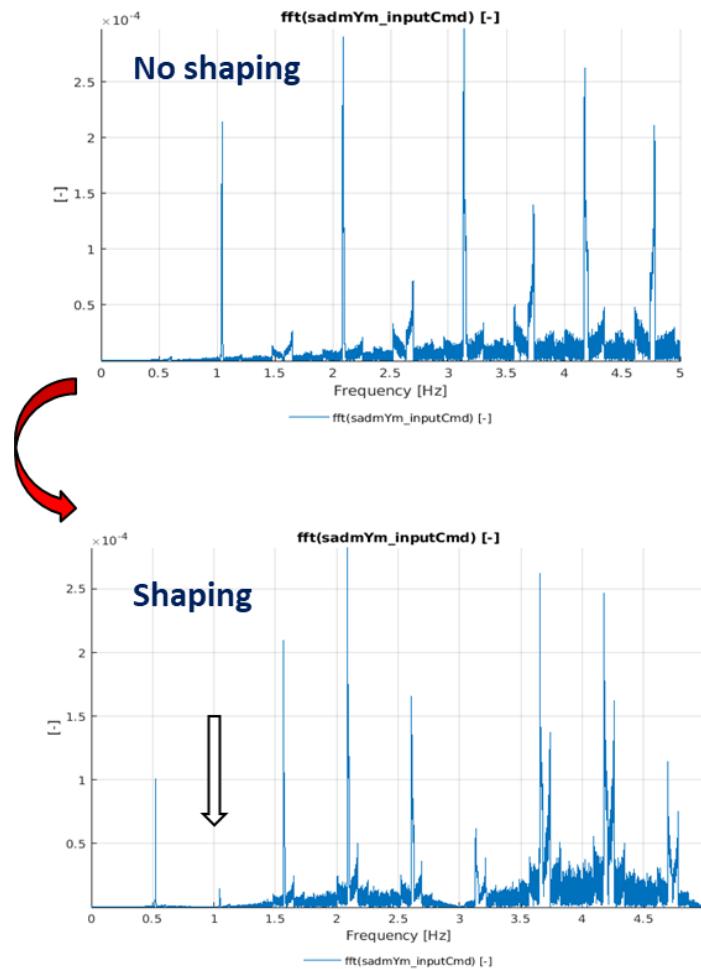 ×10⁻⁴
fft(sadmYm_inputCmd) [-]
No shaping
2.5
2
1.5
1
0.5
[-]
0 0.5 1 1.5 2 2.5 3 3.5 4 4.5 5
Frequency [Hz]
fft(sadmYm_inputCmd) [-]
×10⁻⁴
fft(sadmYm_inputCmd) [-]
Shaping
2.5
2
1.5
1
0.5
[-]
0 0.5 1 1.5 2 2.5 3 3.5 4 4.5
Frequency [Hz]
fft(sadmYm_inputCmd) [-]